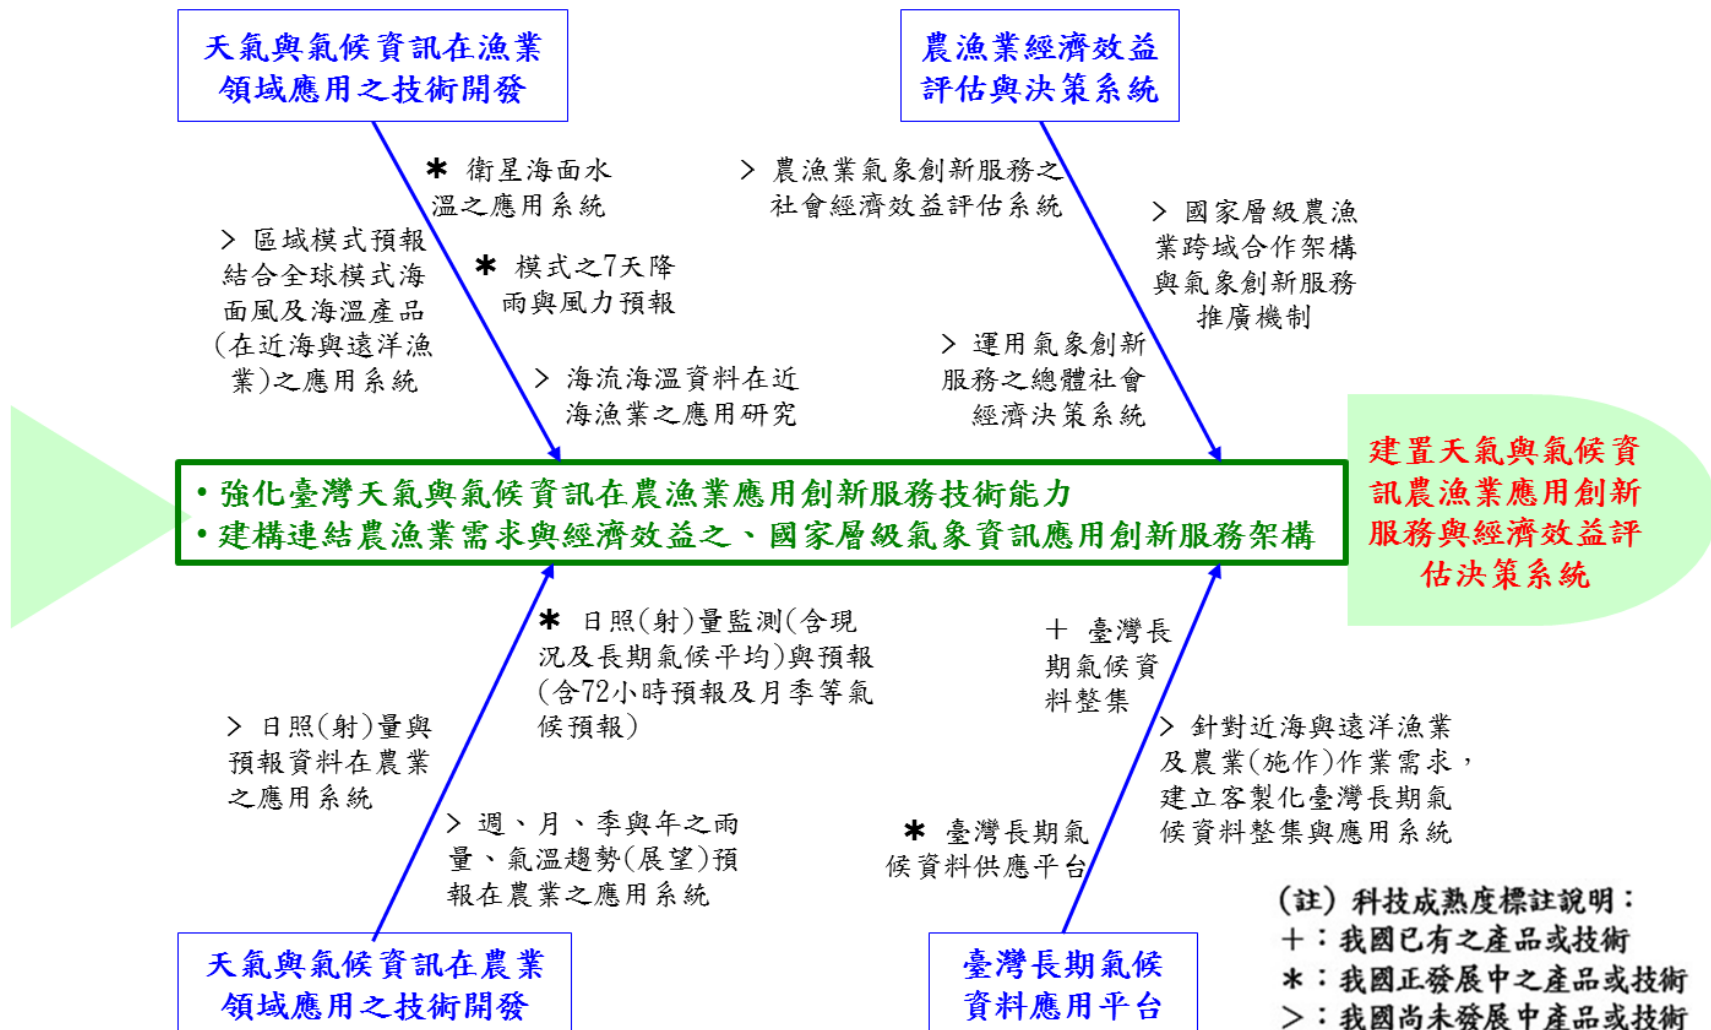 天氣與氣候資訊在漁業
領域應用之技術開發
農漁業經濟效益
評估與決策系統
* 衛星海面水
溫之應用系統
> 農漁業氣象創新服務之
社會經濟效益評估系統
> 區域模式預報
結合全球模式海
面風及海溫產品
(在近海與遠洋漁
業)之應用系統
* 模式之7天降
雨與風力預報
> 國家層級農漁
業跨域合作架構
與氣象創新服務
推廣機制
> 海流海溫資料在近
海漁業之應用研究
> 運用氣象創新
服務之總體社會
經濟決策系統
• 強化臺灣天氣與氣候資訊在農漁業應用創新服務技術能力
• 建構連結農漁業需求與經濟效益之、國家層級氣象資訊應用創新服務架構
建置天氣與氣候資
訊農漁業應用創新
服務與經濟效益評
估決策系統
* 日照(射)量監測(含現
況及長期氣候平均)與預報
(含72小時預報及月季等氣
候預報)
+ 臺灣長
期氣候資
料整集
> 日照(射)量與
預報資料在農業
之應用系統
> 針對近海與遠洋漁業
及農業(施作)作業需求，
建立客製化臺灣長期氣
候資料整集與應用系統
> 週、月、季與年之雨
量、氣溫趨勢(展望)預
報在農業之應用系統
* 臺灣長期氣
候資料供應平台
天氣與氣候資訊在農業
領域應用之技術開發
臺灣長期氣候
資料應用平台
(註) 科技成熟度標註說明：
+：我國已有之產品或技術
*：我國正發展中之產品或技術
>：我國尚未發展中產品或技術